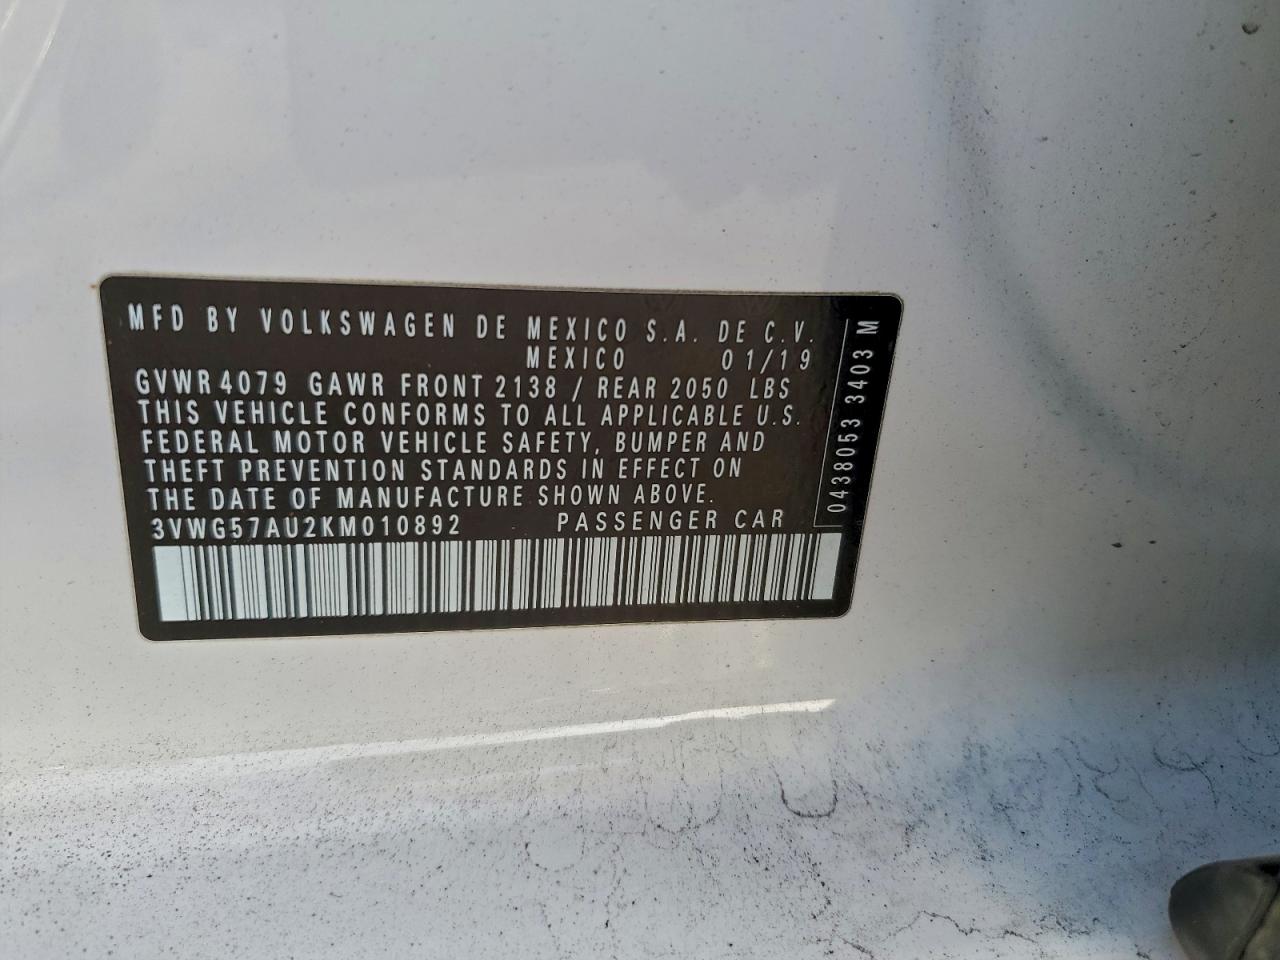 MFD BY VOLKSWAGEN DE MEXICO S.A. DE C.V.
MEXICO 01/19
GVWR 4079 GAWR FRONT 2138 / REAR 2050 LBS
THIS VEHICLE CONFORMS TO ALL APPLICABLE U.S.
FEDERAL MOTOR VEHICLE SAFETY, BUMPER AND
THEFT PREVENTION STANDARDS IN EFFECT ON
THE DATE OF MANUFACTURE SHOWN ABOVE.
3VWG57AU2KM010892 PASSENGER CAR
0438053 3403 M